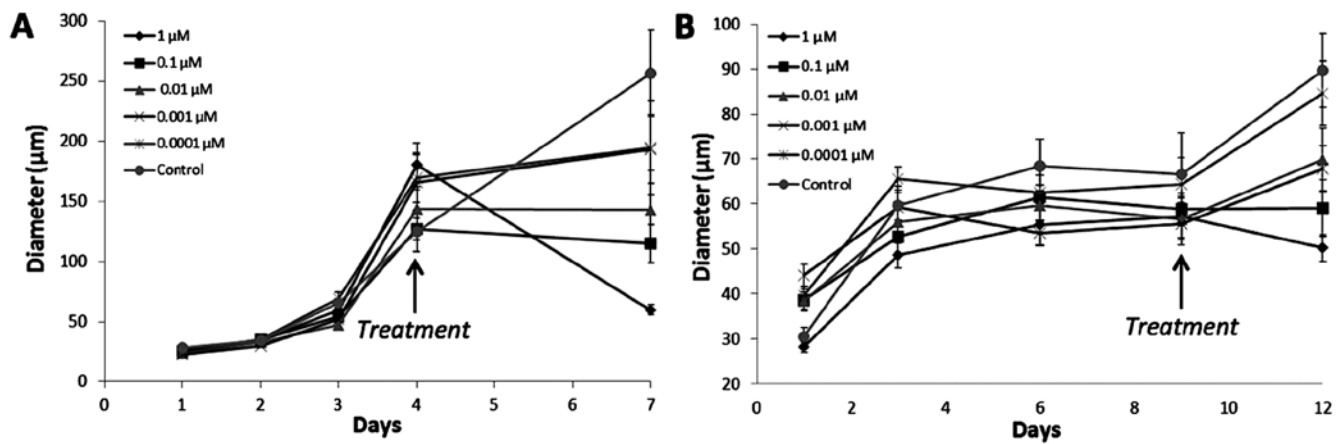 A
Diameter (µm)
300
250
200
150
100
50
0
1 µM
0.1 µM
0.01 µM
0.001 µM
0.0001 µM
Control
Treatment
0 1 2 3 4 5 6 7
Days
B
Diameter (µm)
100
90
80
70
60
50
40
30
20
1 µM
0.1 µM
0.01 µM
0.001 µM
0.0001 µM
Control
Treatment
0 2 4 6 8 10 12
Days